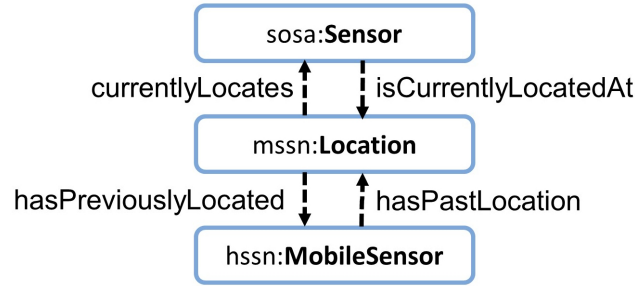 sosa:Sensor
currentlyLocates isCurrentlyLocatedAt
mssn:Location
hasPreviouslyLocated hasPastLocation
hssn:MobileSensor